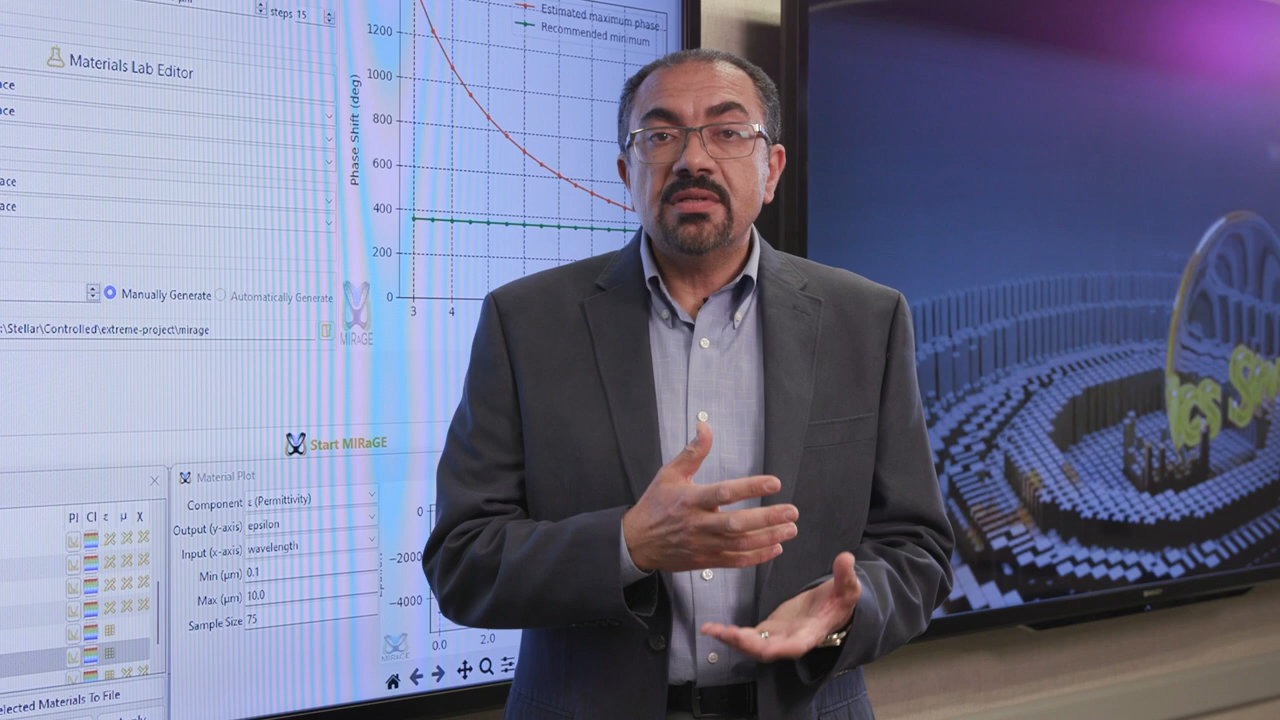 steps 15
Materials Lab Editor
ace
ace
ace
ace
Manually Generate
Automatically Generate
:\Stellar\Controlled\extreme-project\mirage
MIRaGE
Start MIRaGE
Estimated maximum phase
Recommended minimum
Phase Shift (deg)
1200
1000
800
600
400
200
0
3 4
Pl Cl ε μ χ
elected Materials To File
Material Plot
Component ε (Permittivity)
Output (y-axis) epsilon
Input (x-axis) wavelength
Min (μm) 0.1
Max (μm) 10.0
Sample Size 75
0
−2000
−4000
0.0 2.0
MIRaGE